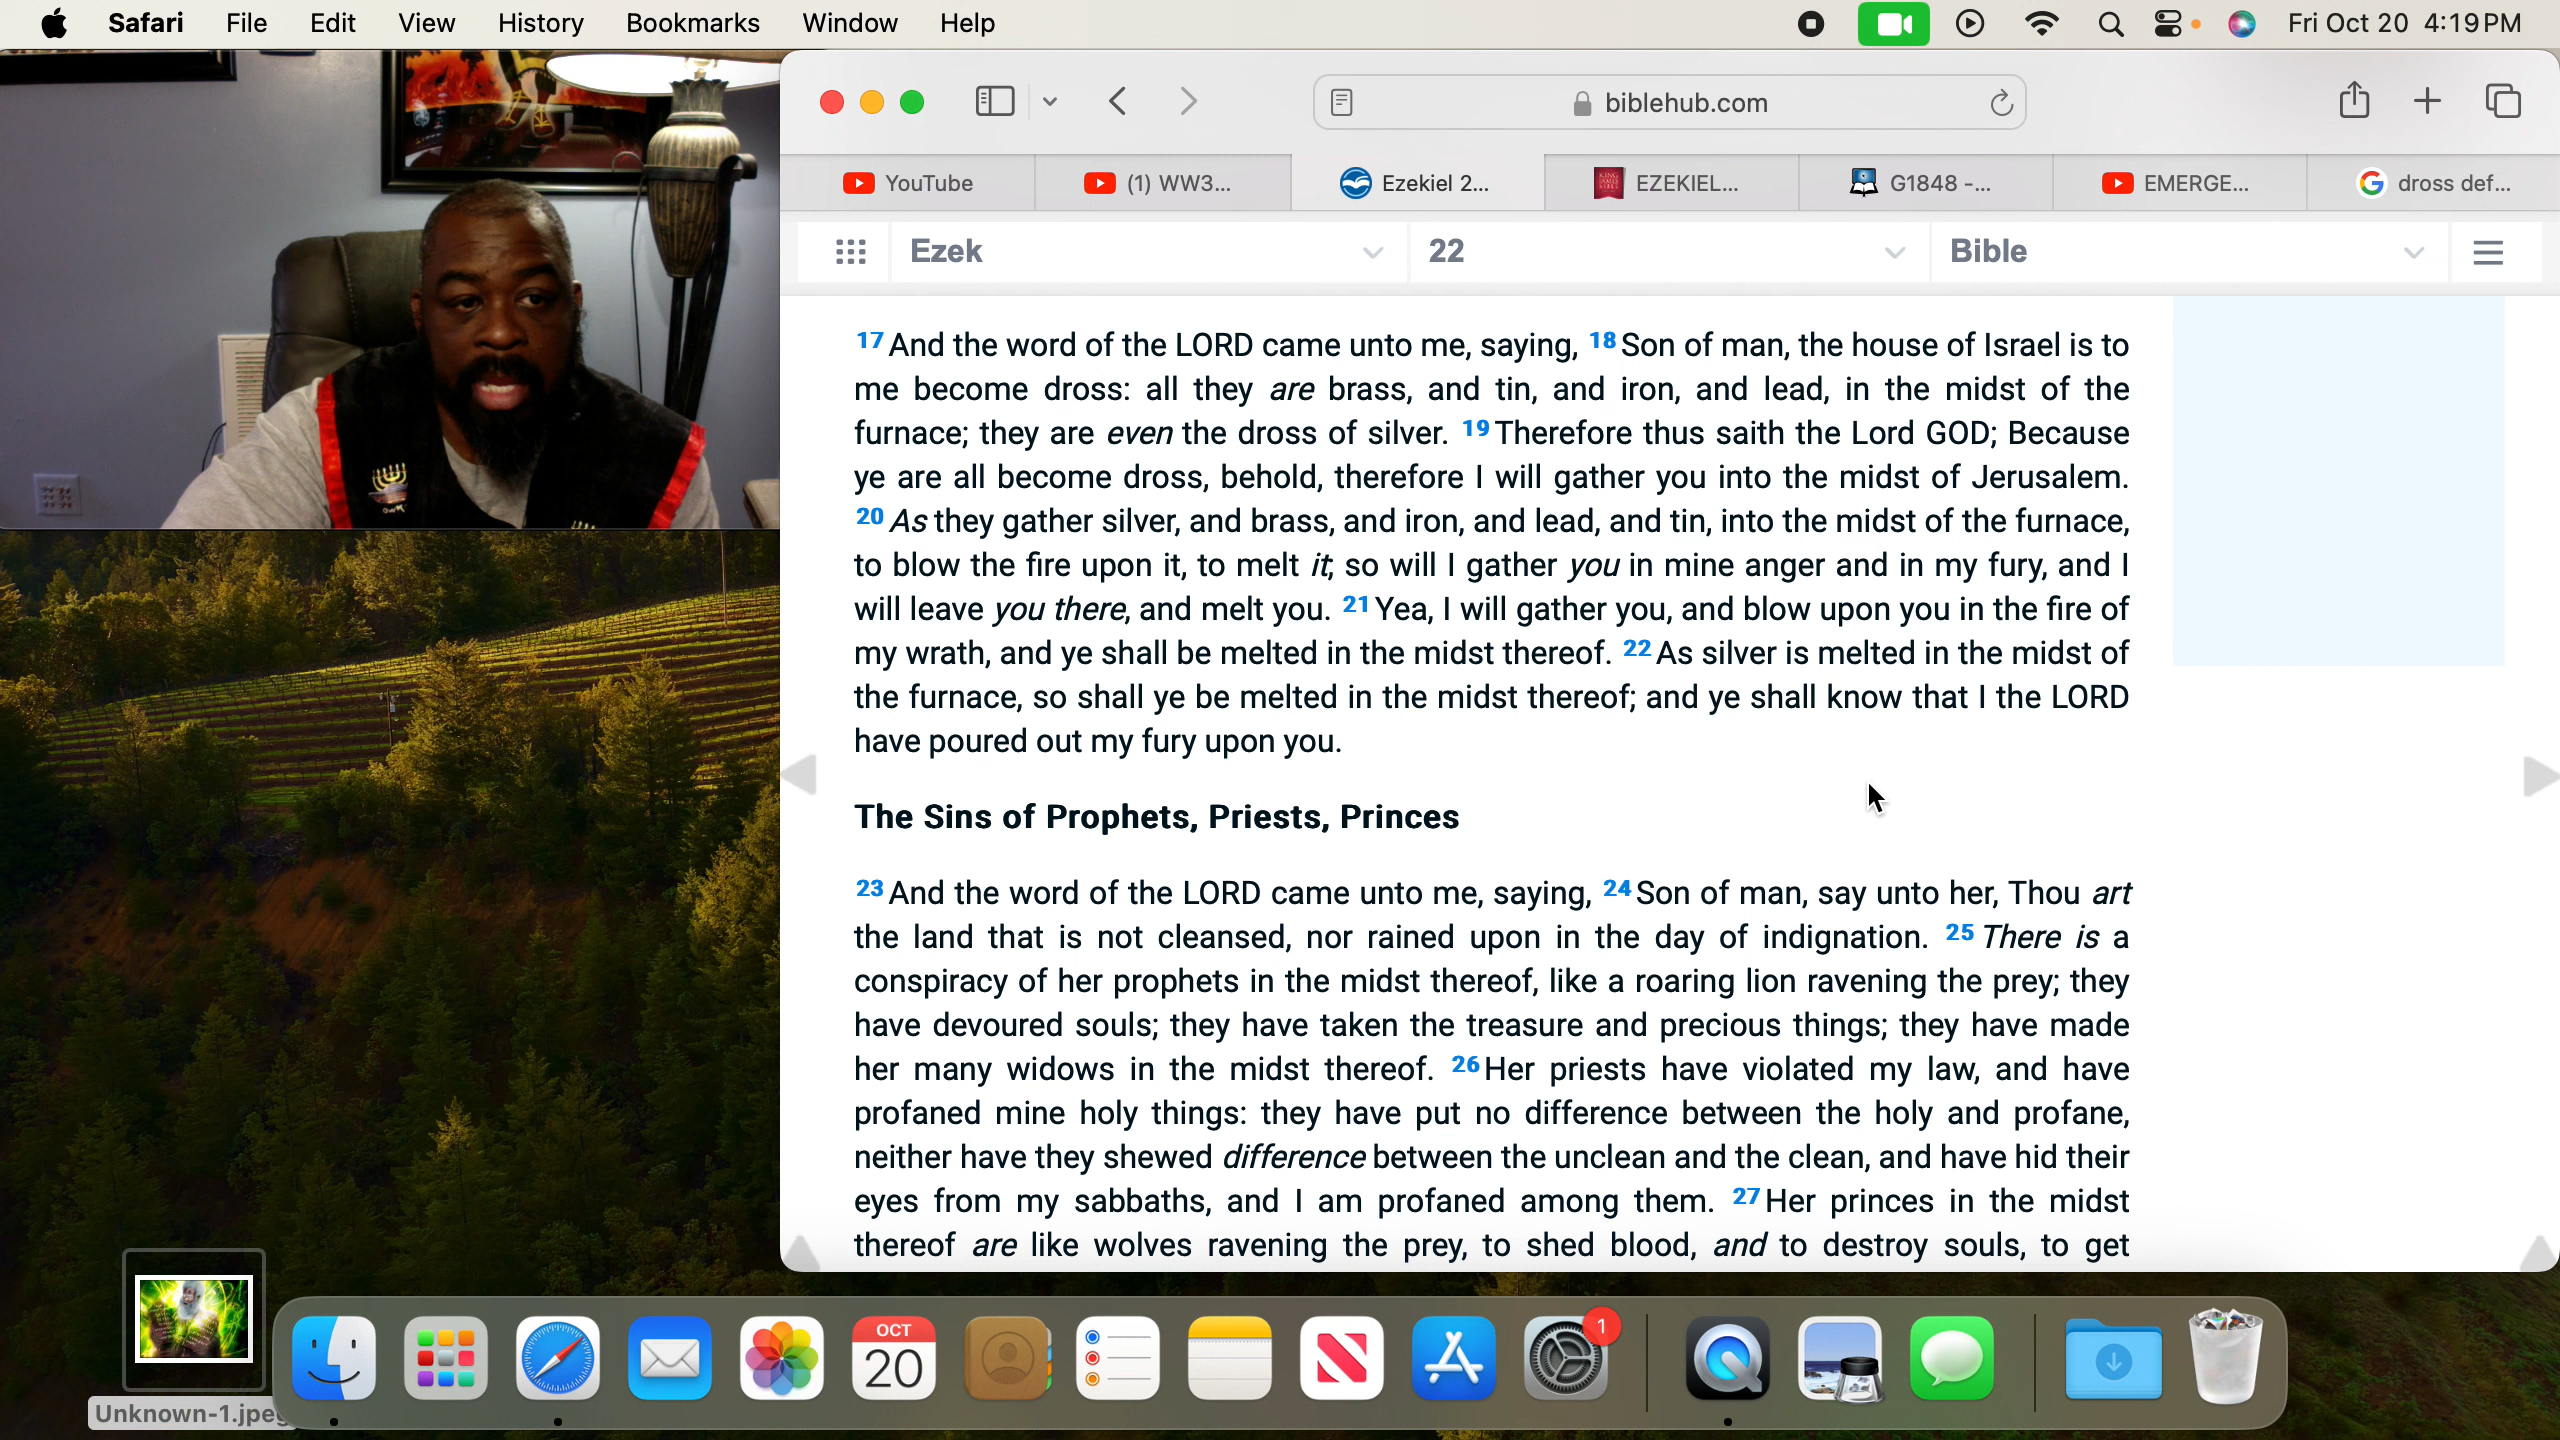 Safari File Edit View History Bookmarks Window Help Fri Oct 20 4:19 PM
biblehub.com
YouTube (1) WW3... Ezekiel 2... EZEKIEL... G1848 -... EMERGE... dross def...
Ezek 22 Bible
17 And the word of the LORD came unto me, saying, 18 Son of man, the house of Israel is to
me become dross: all they are brass, and tin, and iron, and lead, in the midst of the
furnace; they are even the dross of silver. 19 Therefore thus saith the Lord GOD; Because
ye are all become dross, behold, therefore I will gather you into the midst of Jerusalem.
20 As they gather silver, and brass, and iron, and lead, and tin, into the midst of the furnace,
to blow the fire upon it, to melt it; so will I gather you in mine anger and in my fury, and I
will leave you there, and melt you. 21 Yea, I will gather you, and blow upon you in the fire of
my wrath, and ye shall be melted in the midst thereof. 22 As silver is melted in the midst of
the furnace, so shall ye be melted in the midst thereof; and ye shall know that I the LORD
have poured out my fury upon you.
The Sins of Prophets, Priests, Princes
23 And the word of the LORD came unto me, saying, 24 Son of man, say unto her, Thou art
the land that is not cleansed, nor rained upon in the day of indignation. 25 There is a
conspiracy of her prophets in the midst thereof, like a roaring lion ravening the prey; they
have devoured souls; they have taken the treasure and precious things; they have made
her many widows in the midst thereof. 26 Her priests have violated my law, and have
profaned mine holy things: they have put no difference between the holy and profane,
neither have they shewed difference between the unclean and the clean, and have hid their
eyes from my sabbaths, and I am profaned among them. 27 Her princes in the midst
thereof are like wolves ravening the prey, to shed blood, and to destroy souls, to get
Unknown-1.jpeg
OCT
20
1